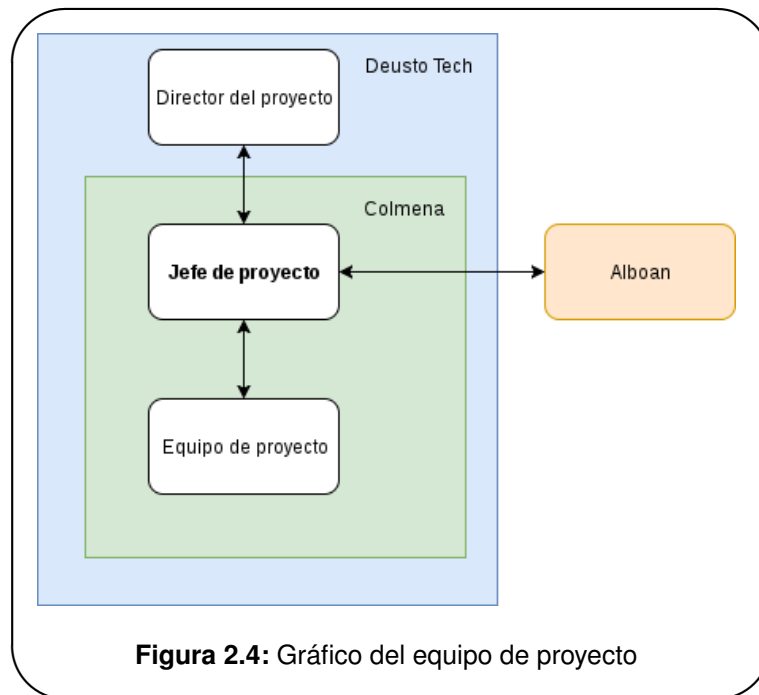 Deusto Tech
Director del proyecto
Colmena
Jefe de proyecto
Alboan
Equipo de proyecto
Figura 2.4: Gráfico del equipo de proyecto